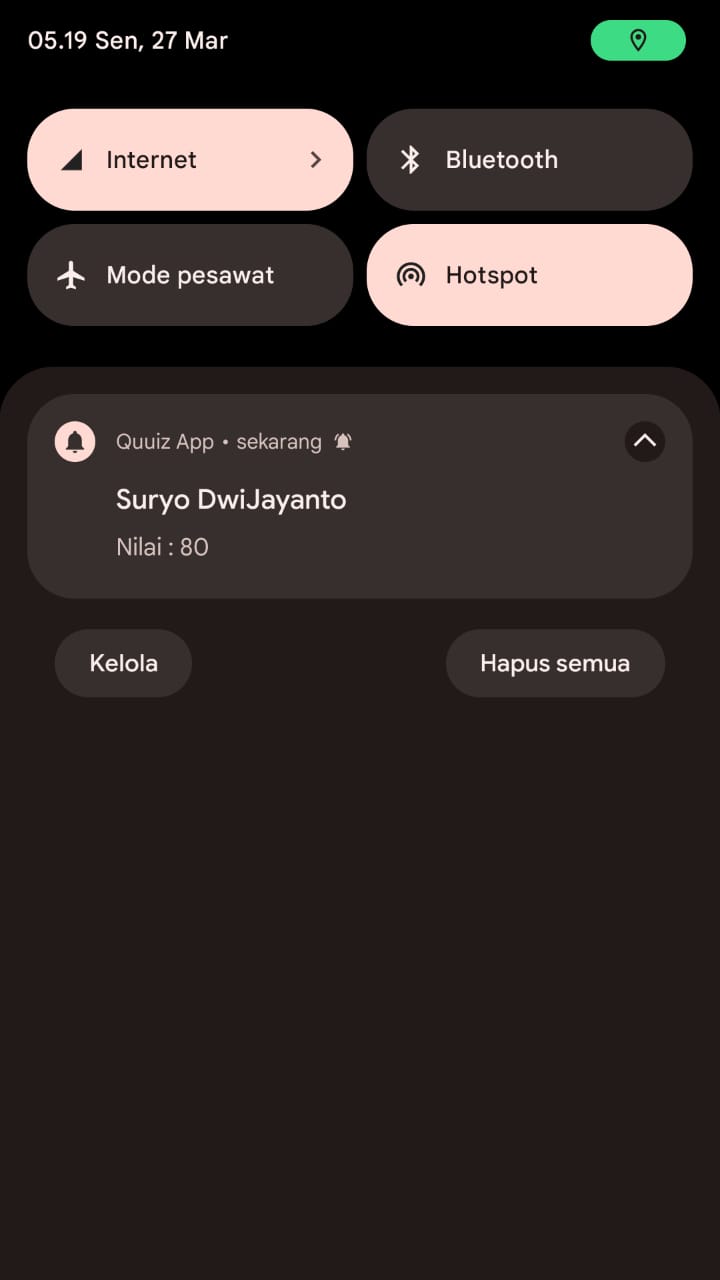 05.19 Sen, 27 Mar
Internet
Bluetooth
Mode pesawat
Hotspot
Quuiz App • sekarang
Suryo DwiJayanto
Nilai : 80
Kelola
Hapus semua